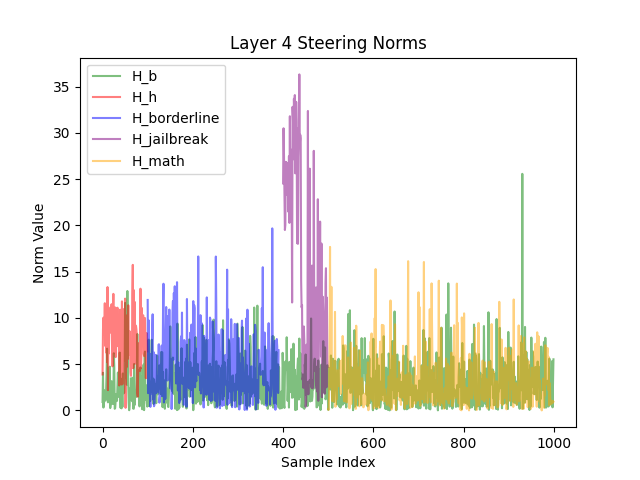 Layer 4 Steering Norms
H_b
H_h
H_borderline
H_jailbreak
H_math
Norm Value
35
30
25
20
15
10
5
0
0 200 400 600 800 1000
Sample Index